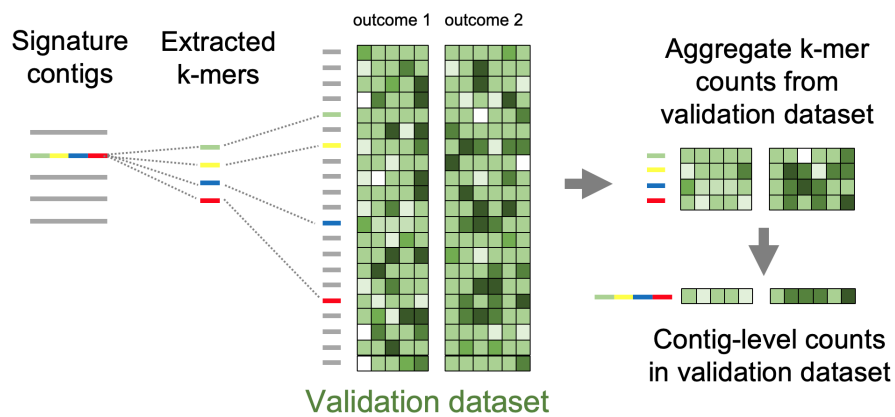 Signature
contigs
Extracted
k-mers
outcome 1
outcome 2
Validation dataset
Aggregate k-mer
counts from
validation dataset
Contig-level counts
in validation dataset